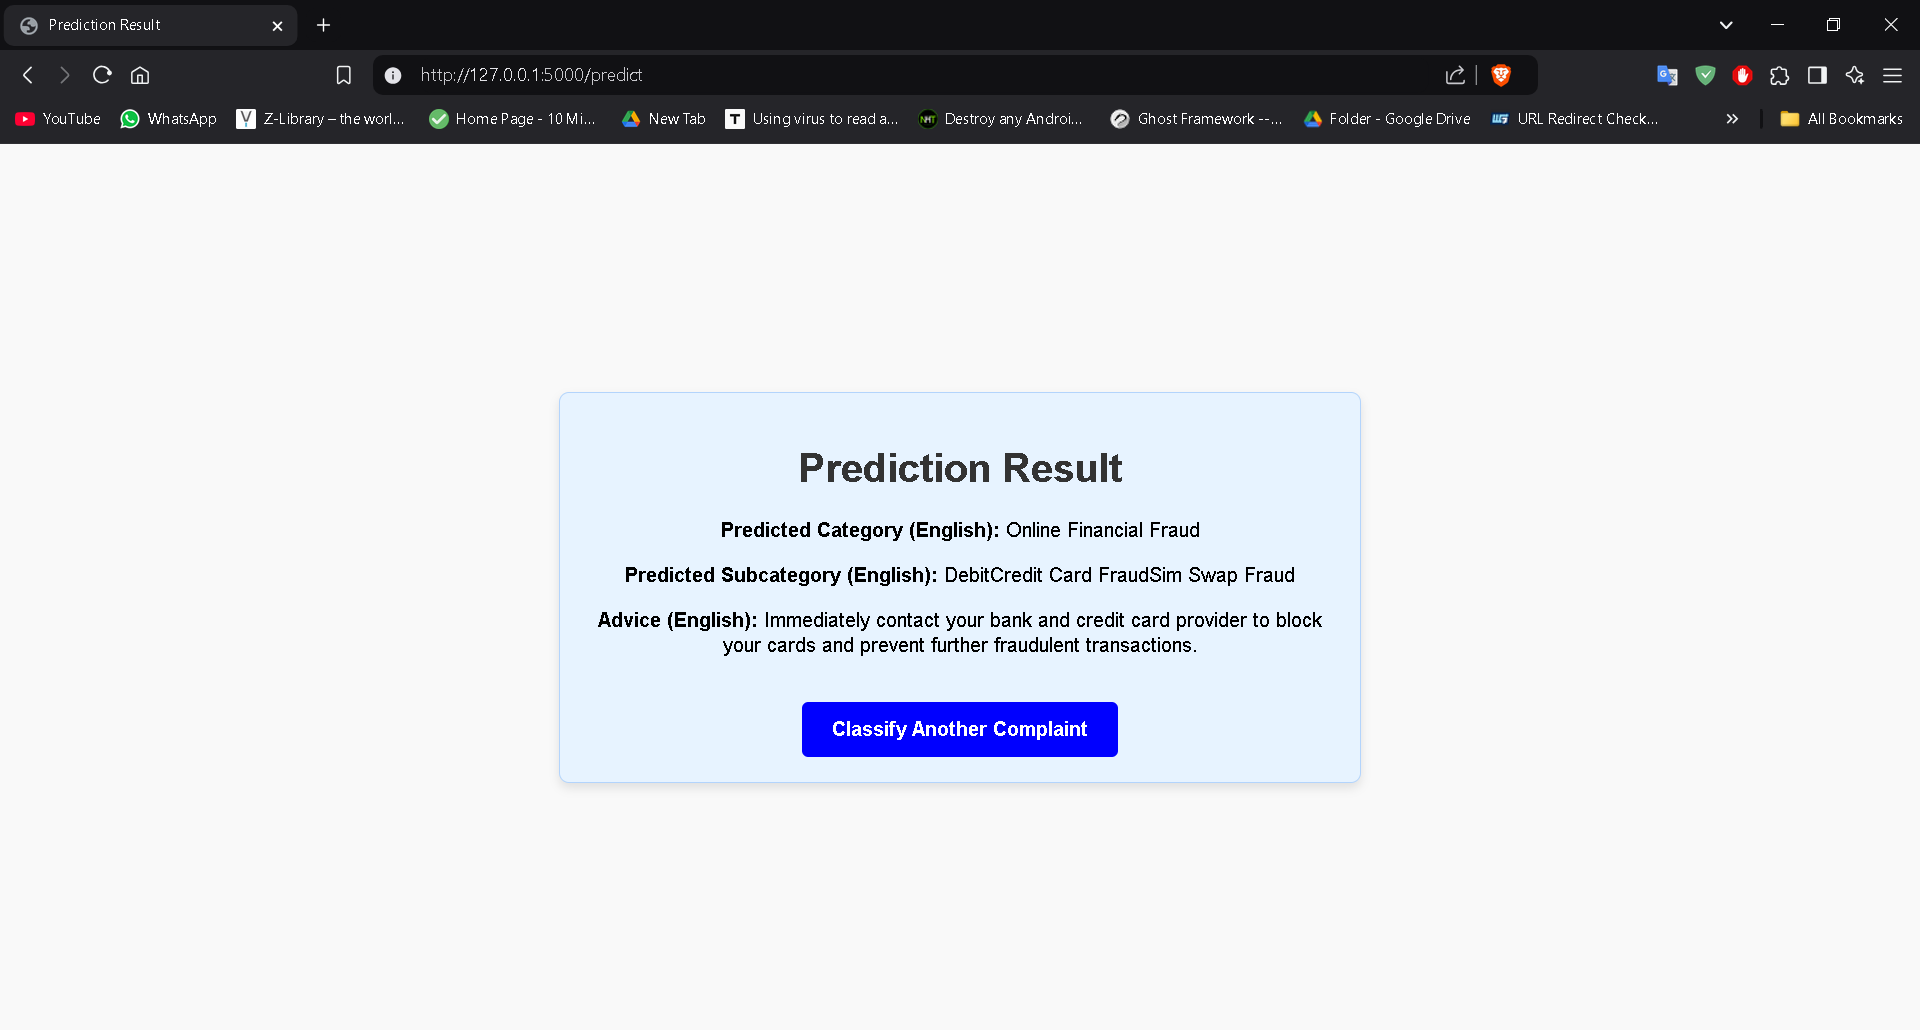 Prediction Result
http://127.0.0.1:5000/predict
YouTube WhatsApp Z-Library – the worl... Home Page - 10 Mi... New Tab Using virus to read a... Destroy any Androi... Ghost Framework --... Folder - Google Drive URL Redirect Check... All Bookmarks
Prediction Result
Predicted Category (English): Online Financial Fraud
Predicted Subcategory (English): DebitCredit Card FraudSim Swap Fraud
Advice (English): Immediately contact your bank and credit card provider to block
your cards and prevent further fraudulent transactions.
Classify Another Complaint